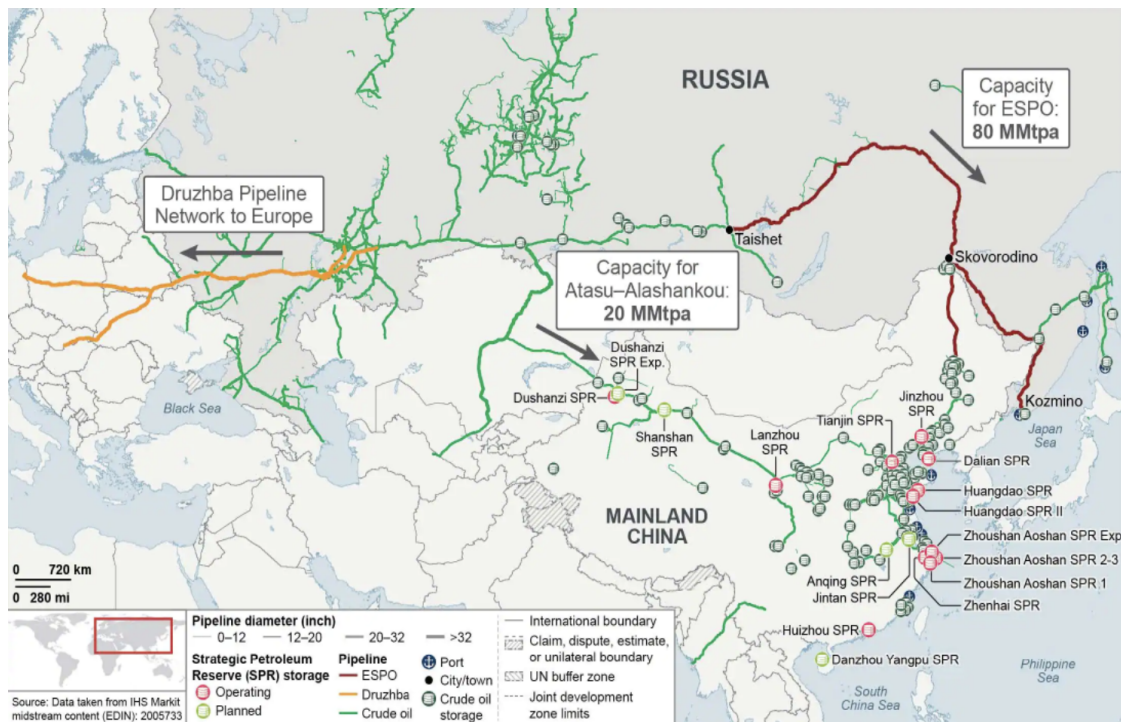 RUSSIA
Capacity
for ESPO:
80 MMtpa
Druzhba Pipeline
Network to Europe
Taishet
Skovorodino
Capacity for
Atasu–Alashankou:
20 MMtpa
Dushanzi
SPR Exp.
Dushanzi SPR
Shanshan
SPR
Lanzhou
SPR
Tianjin SPR
Jinzhou
SPR
Kozmino
Japan
Sea
Black Sea
Dalian SPR
Huangdao SPR
Huangdao SPR II
MAINLAND
CHINA
Zhoushan Aoshan SPR Exp
Zhoushan Aoshan SPR 2-3
Zhoushan Aoshan SPR 1
Anqing SPR
Jintan SPR
Zhenhai SPR
Huizhou SPR
Danzhou Yangpu SPR
South
China
Sea
Philippine
Sea
0 720 km
0 280 mi
Pipeline diameter (inch)
0–12 12–20 20–32 >32
Strategic Petroleum
Reserve (SPR) storage
Operating
Planned
Pipeline
ESPO
Druzhba
Crude oil
Port
City/town
Crude oil
storage
International boundary
Claim, dispute, estimate,
or unilateral boundary
UN buffer zone
Joint development
zone limits
Source: Data taken from IHS Markit
midstream content (EDIN): 2005733